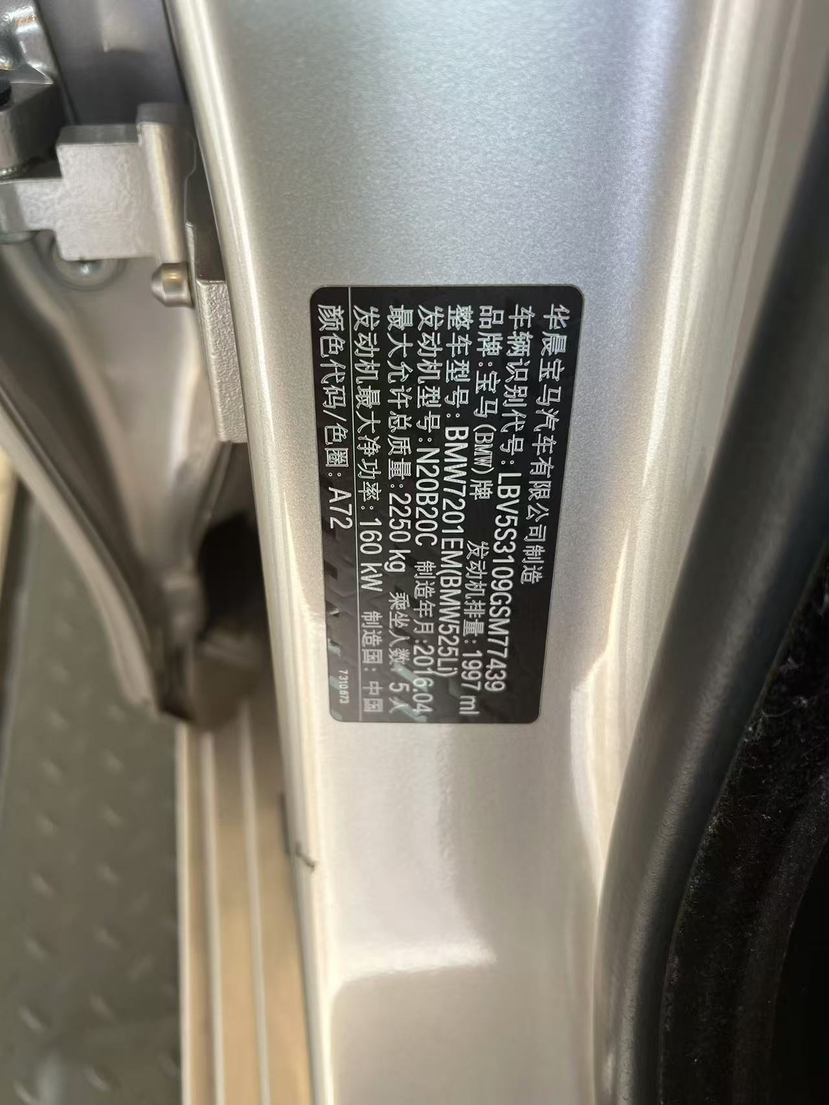 华晨宝马汽车有限公司制造
车辆识别代号:LBV5S3109GSM77439
品牌:宝马(BMW)牌 发动机排量:1997 ml
整车型号:BMW7201EM(BMW525Li)
发动机型号:N20B20C 制造年月:2016.04
最大允许总质量:2250 kg 乘坐人数:5人
发动机最大净功率:160 kW 制造国:中国
颜色代码/色圈:A72 7310673